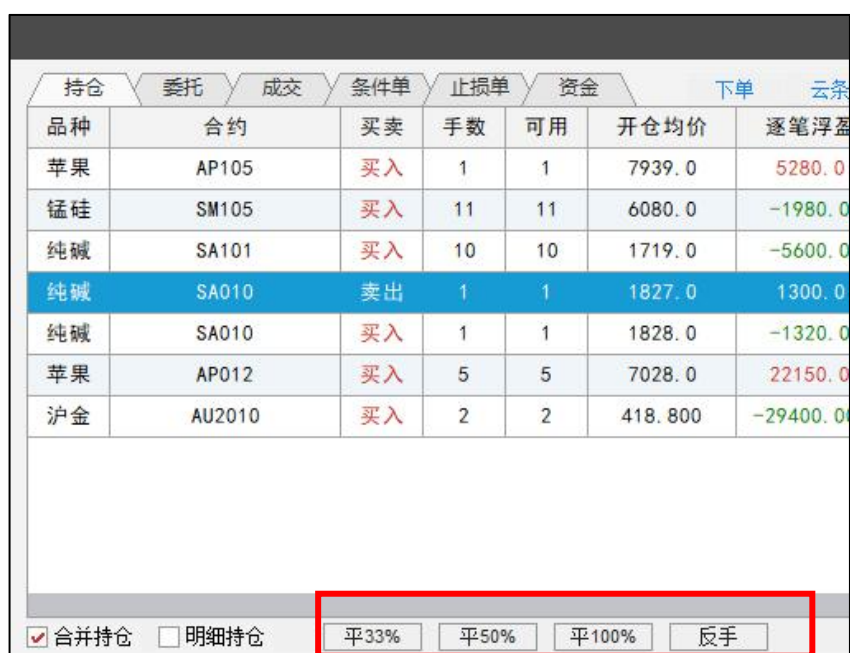 持仓 委托 成交 条件单 止损单 资金 下单 云条
品种 合约 买卖 手数 可用 开仓均价 逐笔浮盈
苹果 AP105 买入 1 1 7939.0 5280.0
锰硅 SM105 买入 11 11 6080.0 -1980.0
纯碱 SA101 买入 10 10 1719.0 -5600.0
纯碱 SA010 卖出 1 1 1827.0 1300.0
纯碱 SA010 买入 1 1 1828.0 -1320.0
苹果 AP012 买入 5 5 7028.0 22150.0
沪金 AU2010 买入 2 2 418.800 -29400.00
合并持仓 明细持仓 平33% 平50% 平100% 反手